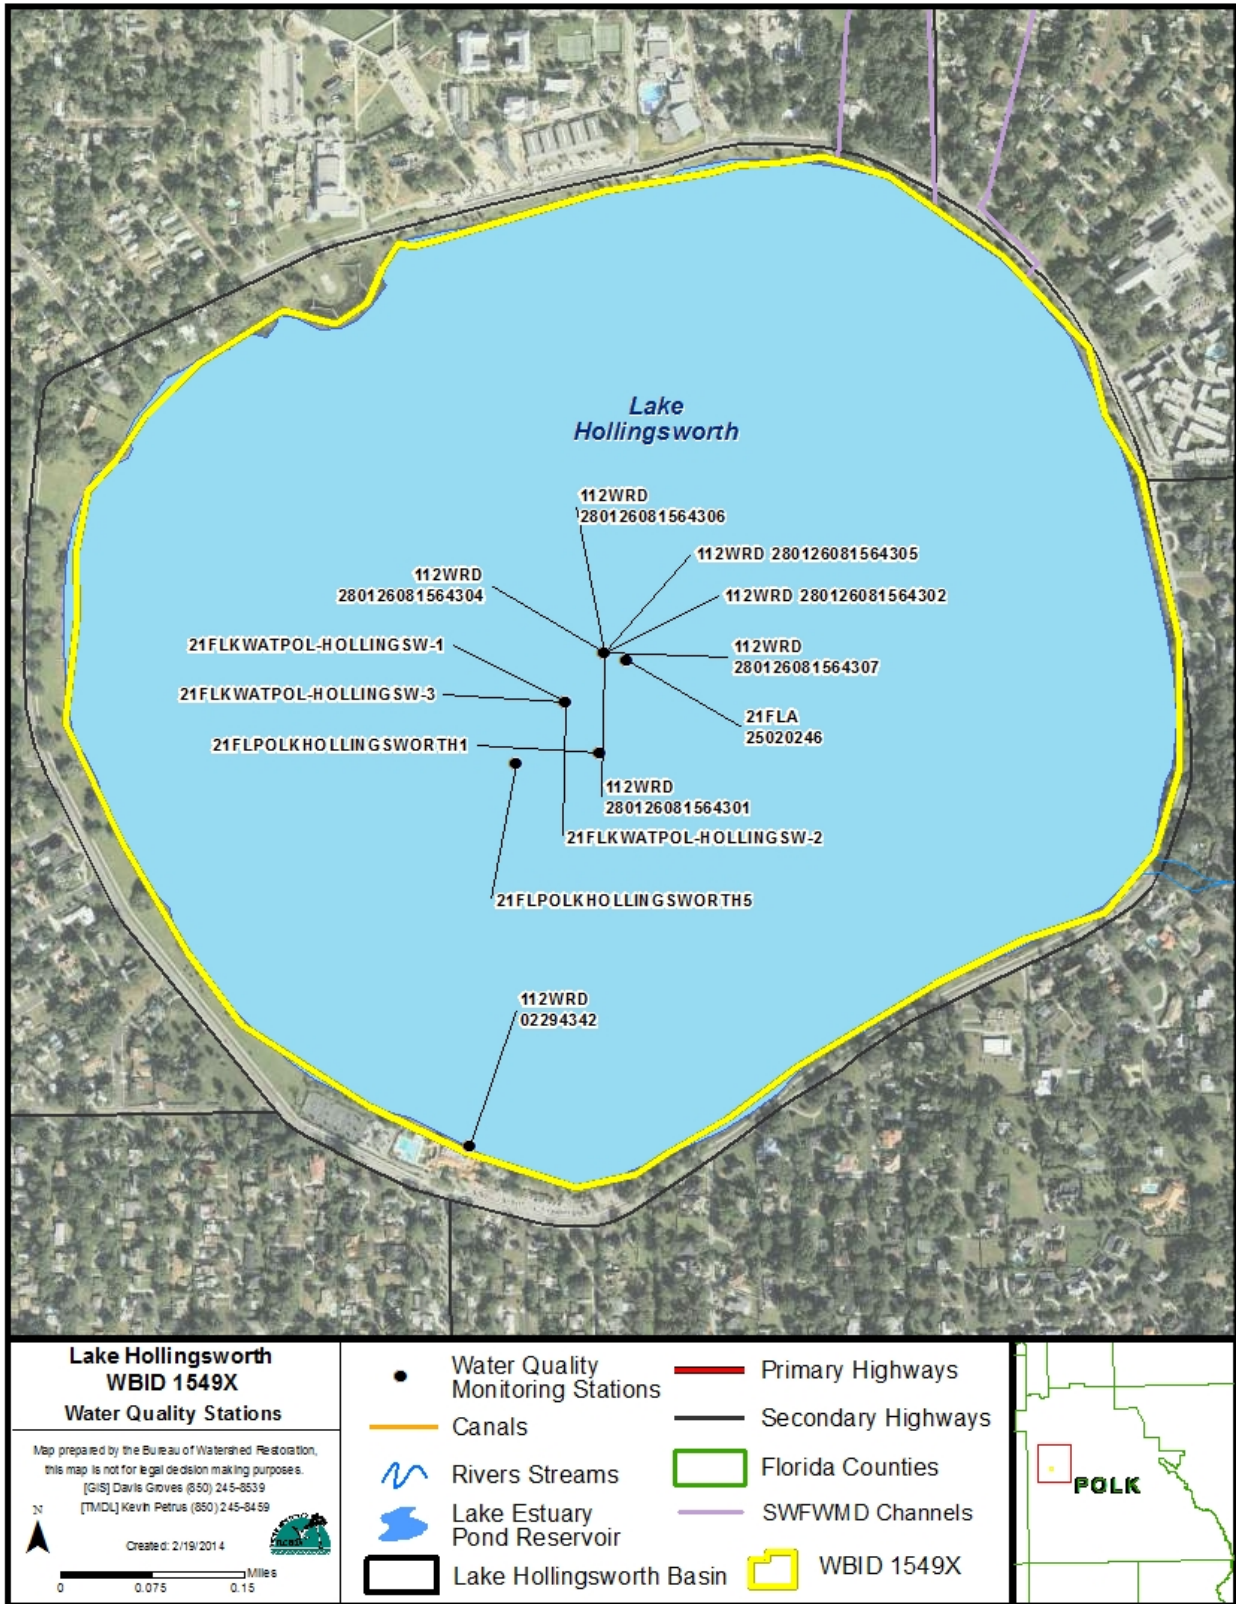 Lake
Hollingsworth
112WRD
280126081564306
112WRD 280126081564305
112WRD
280126081564304
112WRD 280126081564302
21FLKWATPOL-HOLLINGSW-1
112WRD
280126081564307
21FLKWATPOL-HOLLINGSW-3
21FLA
25020246
21FLPOLKHOLLINGSWORTH1
112WRD
280126081564301
21FLKWATPOL-HOLLINGSW-2
21FLPOLKHOLLINGSWORTH5
112WRD
02294342
Lake Hollingsworth
WBID 1549X
Water Quality Stations
Map prepared by the Bureau of Watershed Restoration,
this map is not for legal decision making purposes.
[GIS] Davis Groves (850) 245-8539
[TMDL] Kevin Petrus (850) 245-8459
N
Created: 2/19/2014
Miles
0 0.075 0.15
Water Quality
Monitoring Stations
Canals
Rivers Streams
Lake Estuary
Pond Reservoir
Lake Hollingsworth Basin
Primary Highways
Secondary Highways
Florida Counties
SWFWMD Channels
WBID 1549X
POLK